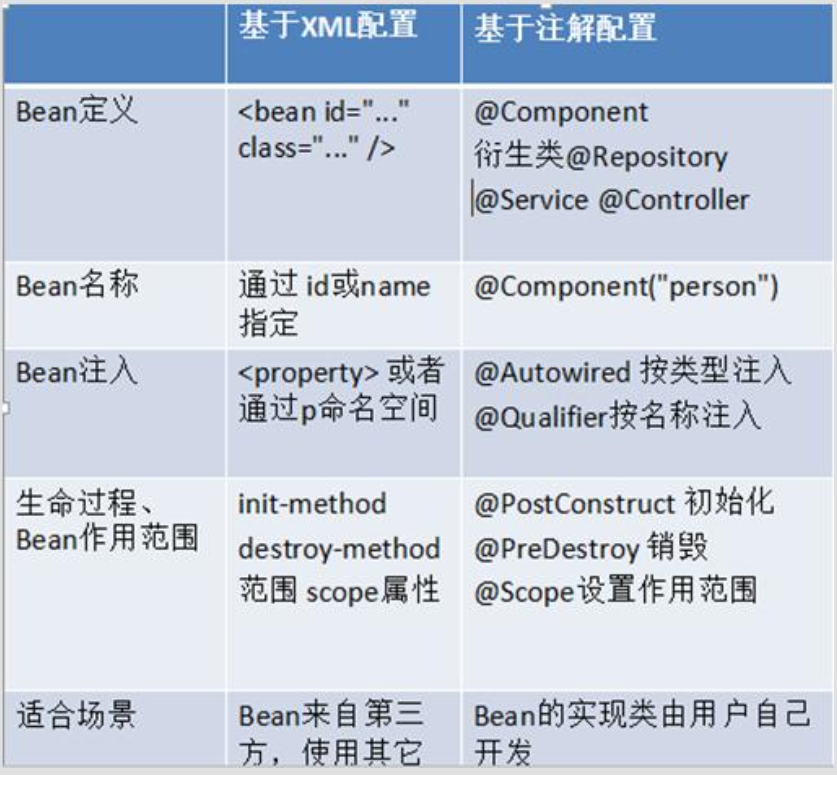 基于XML配置
基于注解配置
Bean定义
<bean id="..."
class="..." />
@Component
衍生类@Repository
@Service @Controller
Bean名称
通过 id或name
指定
@Component("person")
Bean注入
<property> 或者
通过p命名空间
@Autowired 按类型注入
@Qualifier按名称注入
生命过程、
Bean作用范围
init-method
destroy-method
范围 scope属性
@PostConstruct 初始化
@PreDestroy 销毁
@Scope设置作用范围
适合场景
Bean来自第三
方，使用其它
Bean的实现类由用户自己
开发